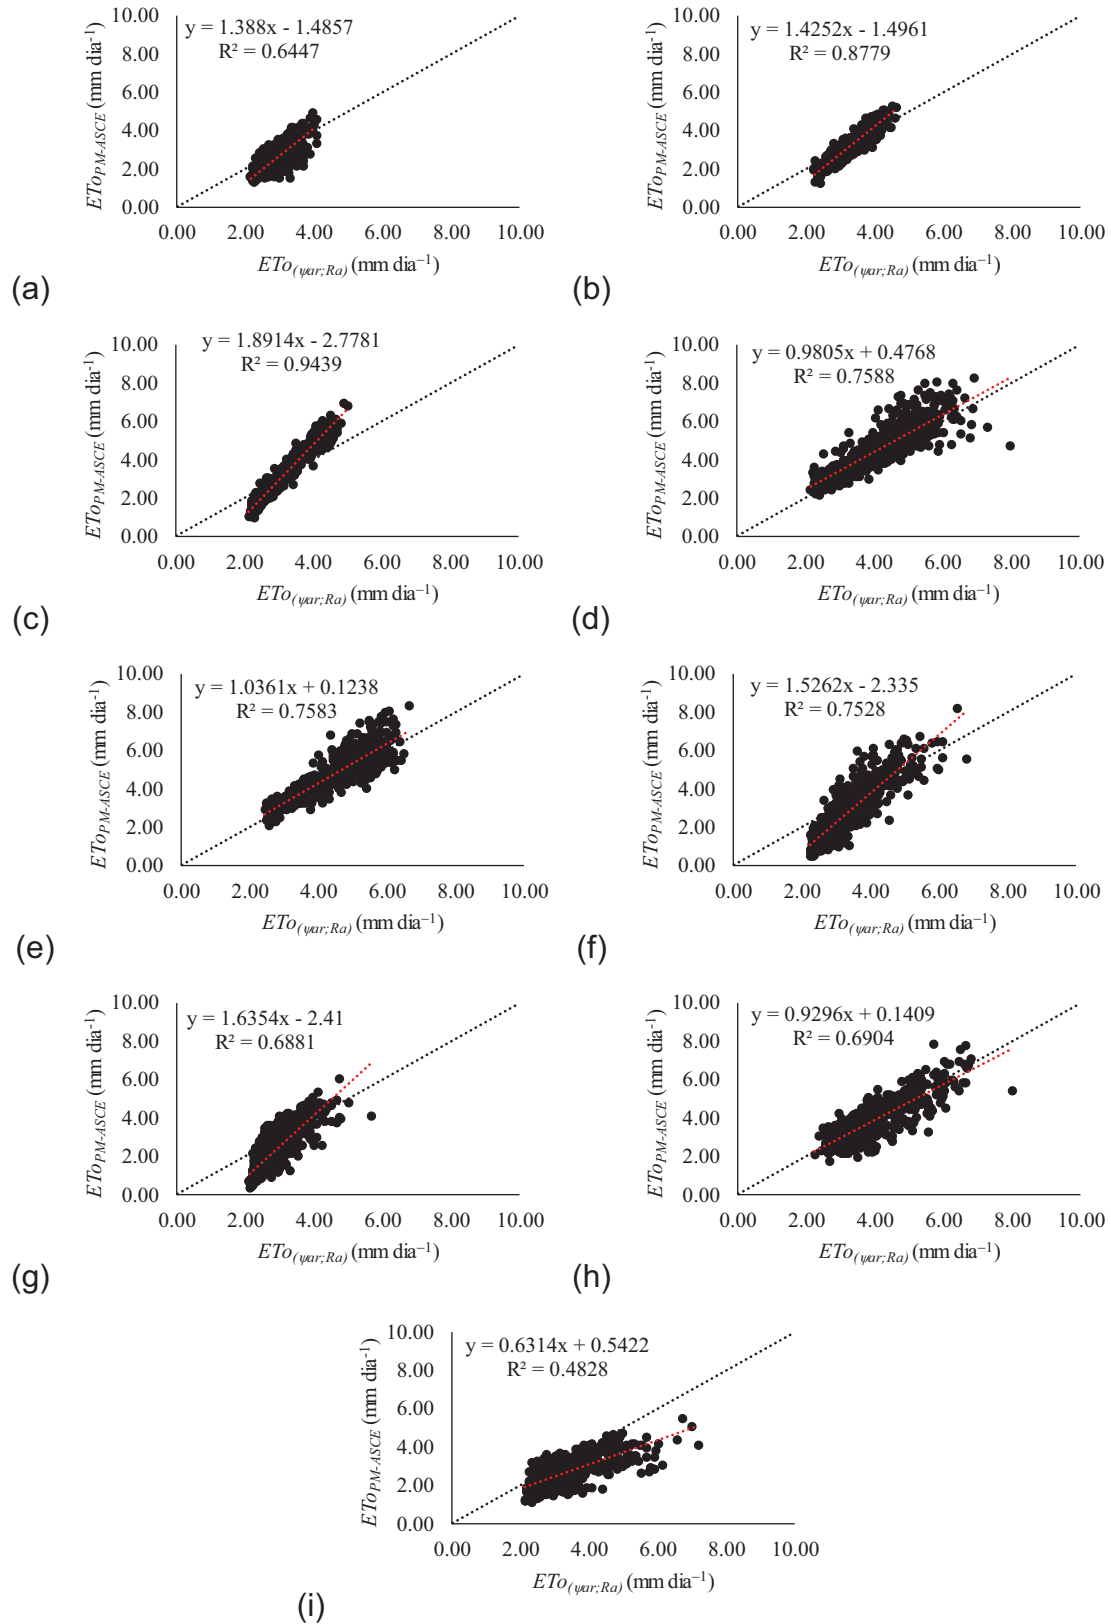 y = 1.388x - 1.4857
R² = 0.6447
10.00
8.00
6.00
4.00
2.00
0.00
ETo_PM-ASCE (mm dia⁻¹)
0.00 2.00 4.00 6.00 8.00 10.00
ETo_(ψar;Ra) (mm dia⁻¹)
(a)
y = 1.4252x - 1.4961
R² = 0.8779
10.00
8.00
6.00
4.00
2.00
0.00
ETo_PM-ASCE (mm dia⁻¹)
0.00 2.00 4.00 6.00 8.00 10.00
ETo_(ψar;Ra) (mm dia⁻¹)
(b)
y = 1.8914x - 2.7781
R² = 0.9439
10.00
8.00
6.00
4.00
2.00
0.00
ETo_PM-ASCE (mm dia⁻¹)
0.00 2.00 4.00 6.00 8.00 10.00
ETo_(ψar;Ra) (mm dia⁻¹)
(c)
y = 0.9805x + 0.4768
R² = 0.7588
10.00
8.00
6.00
4.00
2.00
0.00
ETo_PM-ASCE (mm dia⁻¹)
0.00 2.00 4.00 6.00 8.00 10.00
ETo_(ψar;Ra) (mm dia⁻¹)
(d)
y = 1.0361x + 0.1238
R² = 0.7583
10.00
8.00
6.00
4.00
2.00
0.00
ETo_PM-ASCE (mm dia⁻¹)
0.00 2.00 4.00 6.00 8.00 10.00
ETo_(ψar;Ra) (mm dia⁻¹)
(e)
y = 1.5262x - 2.335
R² = 0.7528
10.00
8.00
6.00
4.00
2.00
0.00
ETo_PM-ASCE (mm dia⁻¹)
0.00 2.00 4.00 6.00 8.00 10.00
ETo_(ψar;Ra) (mm dia⁻¹)
(f)
y = 1.6354x - 2.41
R² = 0.6881
10.00
8.00
6.00
4.00
2.00
0.00
ETo_PM-ASCE (mm dia⁻¹)
0.00 2.00 4.00 6.00 8.00 10.00
ETo_(ψar;Ra) (mm dia⁻¹)
(g)
y = 0.9296x + 0.1409
R² = 0.6904
10.00
8.00
6.00
4.00
2.00
0.00
ETo_PM-ASCE (mm dia⁻¹)
0.00 2.00 4.00 6.00 8.00 10.00
ETo_(ψar;Ra) (mm dia⁻¹)
(h)
y = 0.6314x + 0.5422
R² = 0.4828
10.00
8.00
6.00
4.00
2.00
0.00
ETo_PM-ASCE (mm dia⁻¹)
0.00 2.00 4.00 6.00 8.00 10.00
ETo_(ψar;Ra) (mm dia⁻¹)
(i)